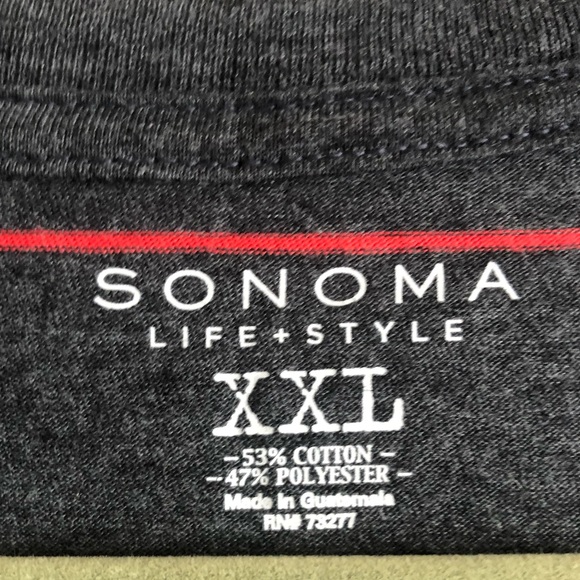 SONOMA
LIFE + STYLE
XXL
- 53% COTTON -
- 47% POLYESTER -
Made In Guatemala
RN# 73277